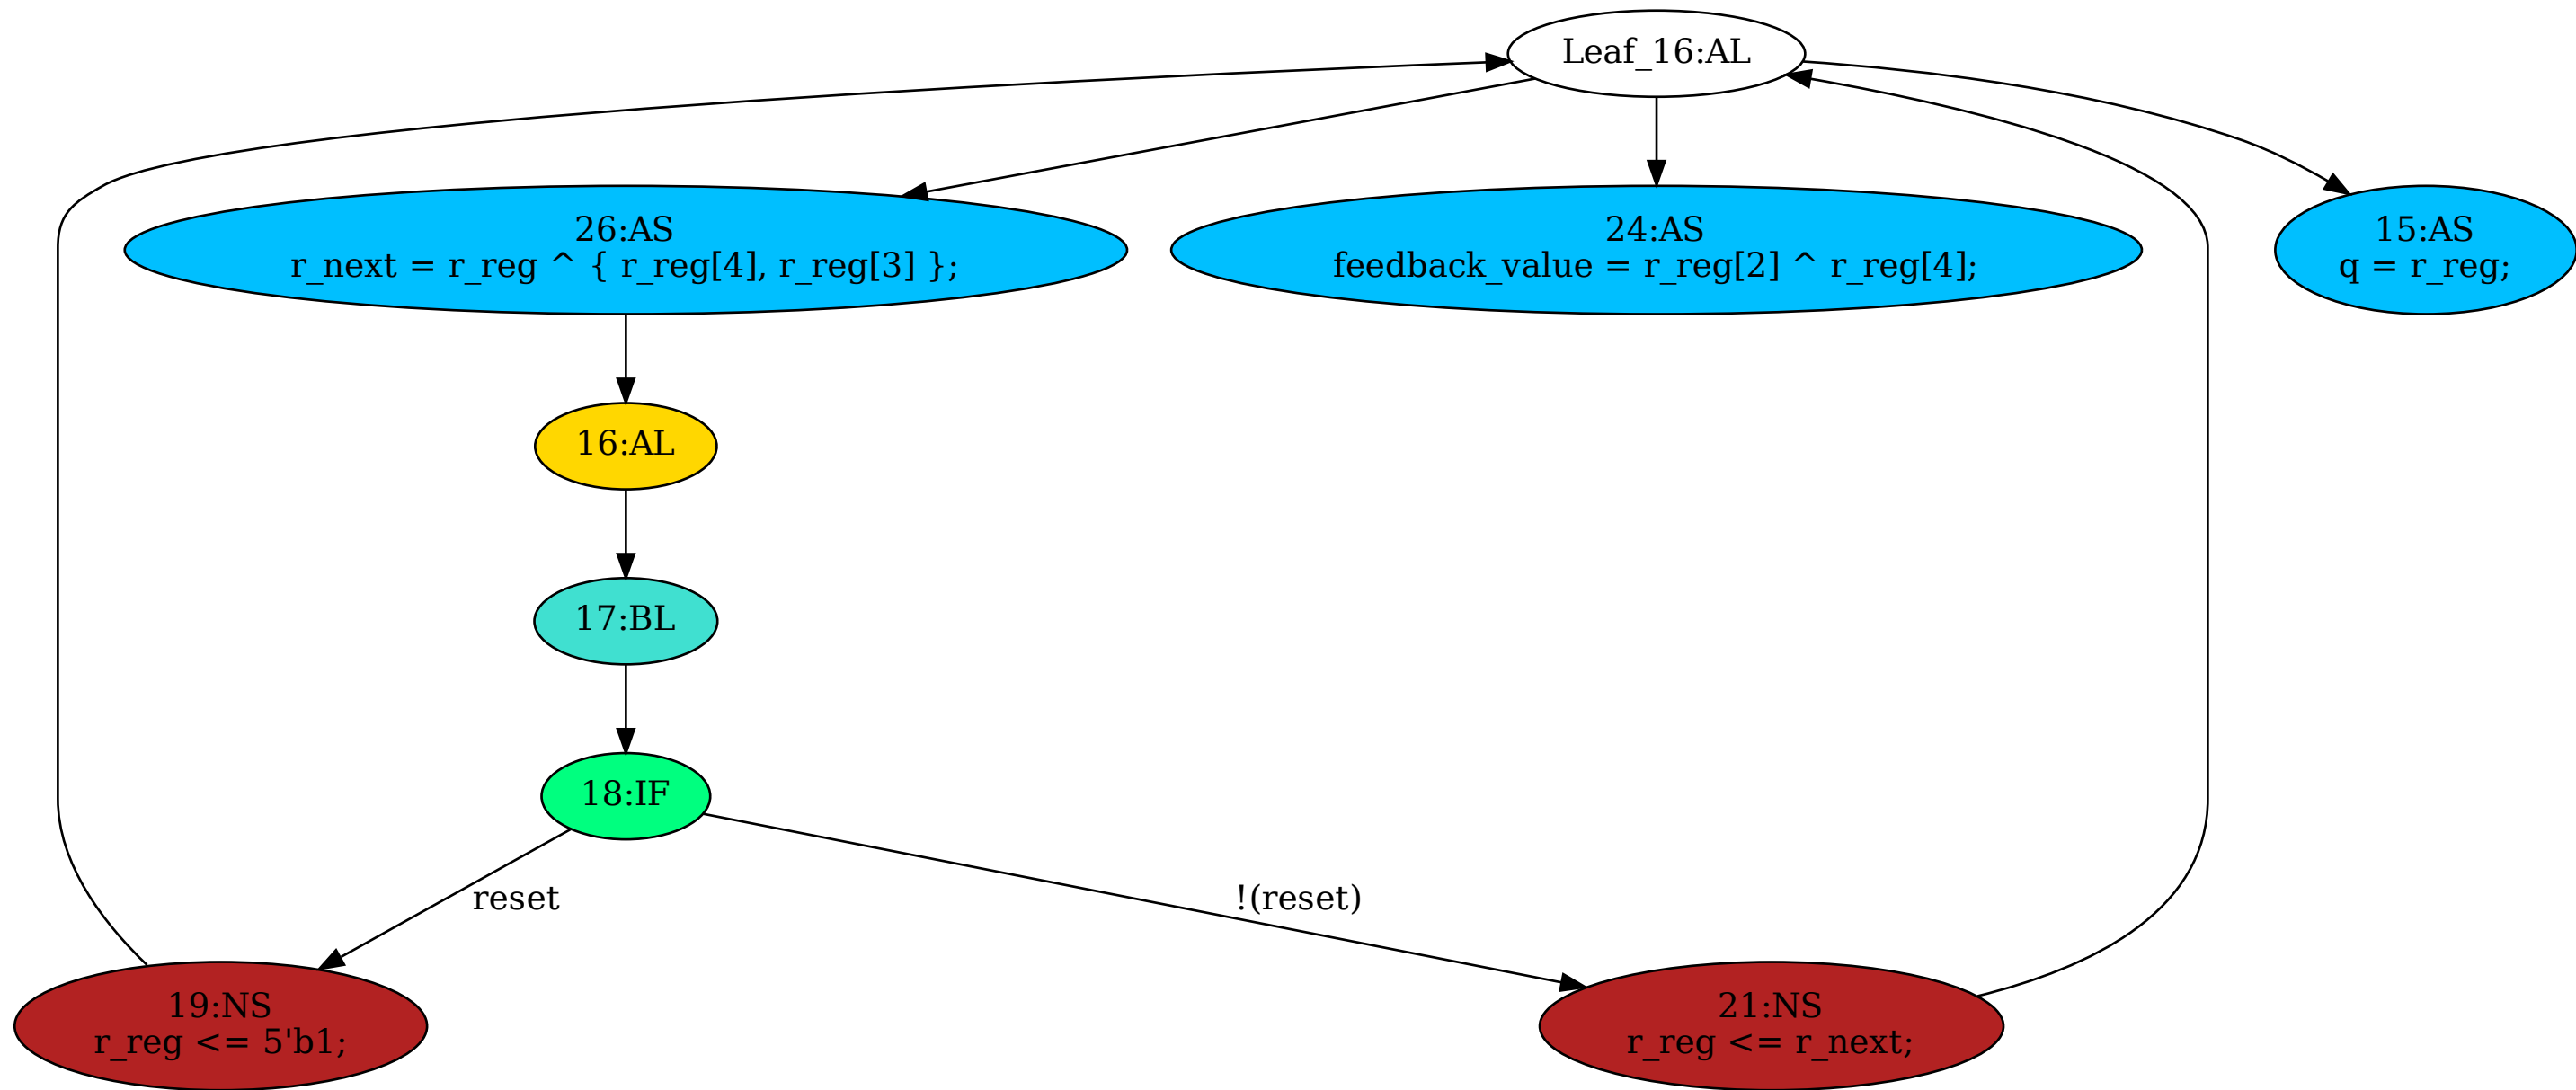 Leaf_16:AL
26:AS
r_next = r_reg ^ { r_reg[4], r_reg[3] };
24:AS
feedback_value = r_reg[2] ^ r_reg[4];
15:AS
q = r_reg;
16:AL
17:BL
18:IF
reset
!(reset)
19:NS
r_reg <= 5'b1;
21:NS
r_reg <= r_next;